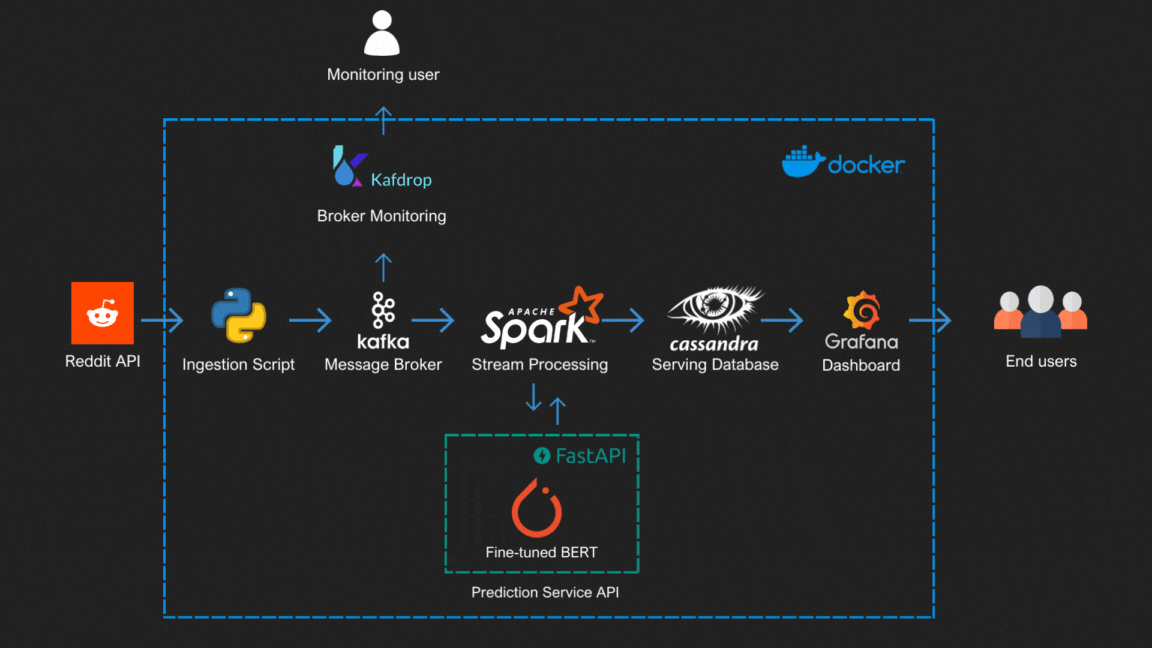 Monitoring user
docker
Kafdrop
Broker Monitoring
kafka
APACHE
Spark™
cassandra
Grafana
Reddit API
Ingestion Script
Message Broker
Stream Processing
Serving Database
Dashboard
End users
FastAPI
Fine-tuned BERT
Prediction Service API